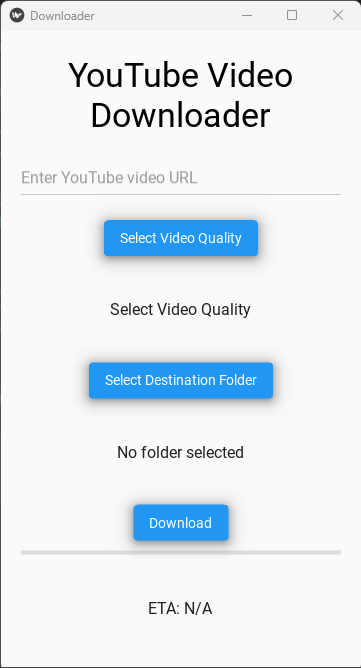 Downloader
YouTube Video
Downloader
Enter YouTube video URL
Select Video Quality
Select Video Quality
Select Destination Folder
No folder selected
Download
ETA: N/A